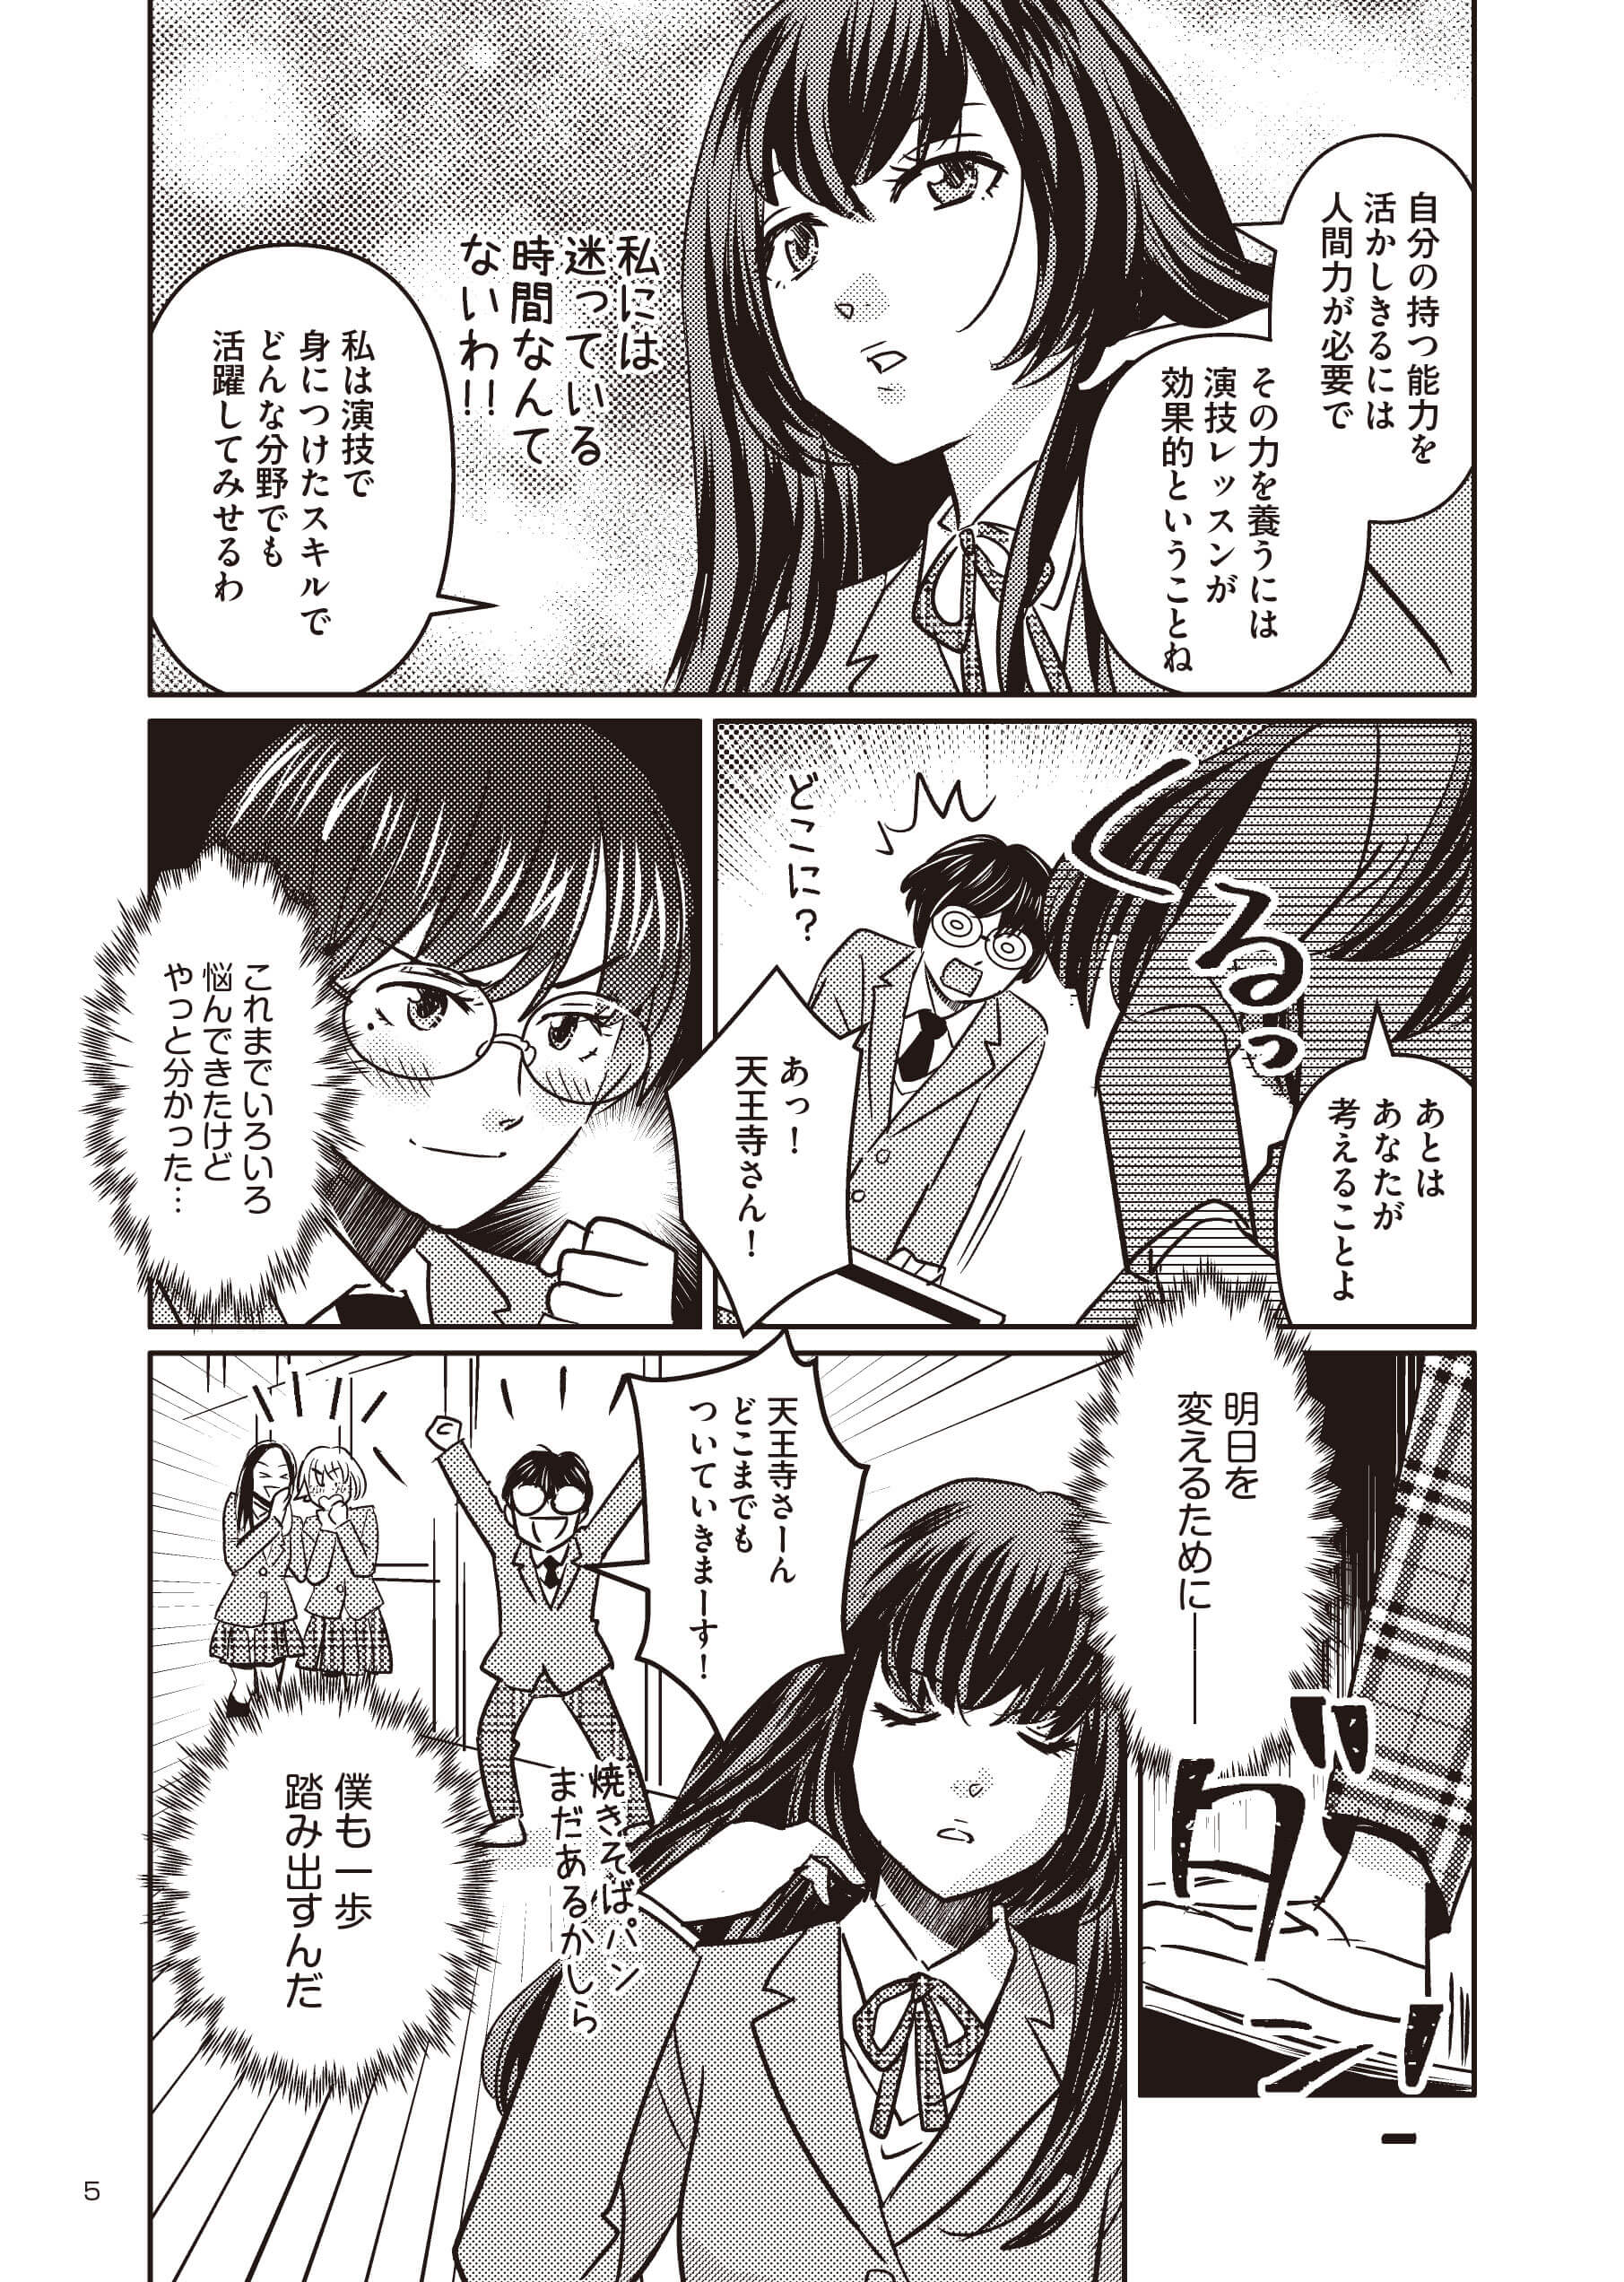 自分の持つ能力を
活かしきるには
人間力が必要で
その力を養うには
演技レッスンが
効果的ということね
私には
迷っている
時間なんて
ないわ!!
私は演技で
身につけたスキルで
どんな分野でも
活躍してみせるわ
くるっ
あとは
あなたが
考えることよ
どこに?
あっ!
天王寺さん!
これまでいろいろ
悩んできたけど
やっと分かった…
明日を
変えるために──
グッ!
天王寺さーん
どこまでも
ついていきまーす!
焼きそばパン
まだあるかしら
僕も一歩
踏み出すんだ
5